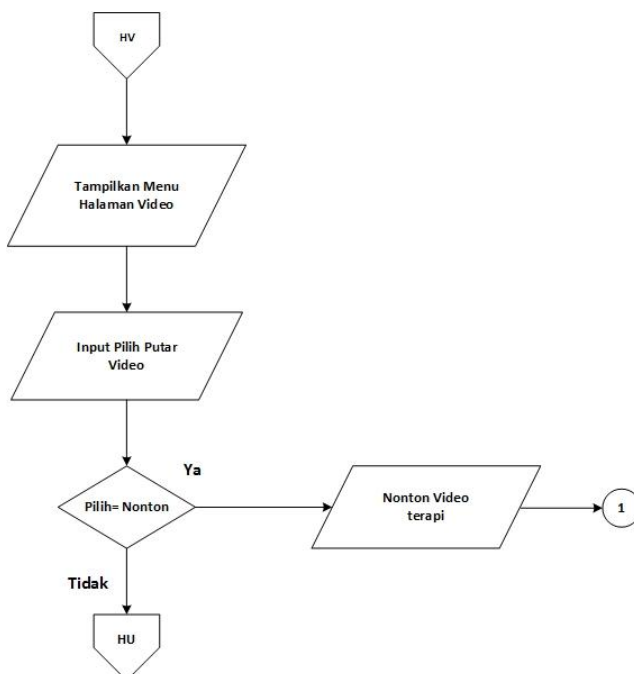 HV
Tampilkan Menu
Halaman Video
Input Pilih Putar
Video
Ya
Pilih= Nonton
Nonton Video
terapi
1
Tidak
HU